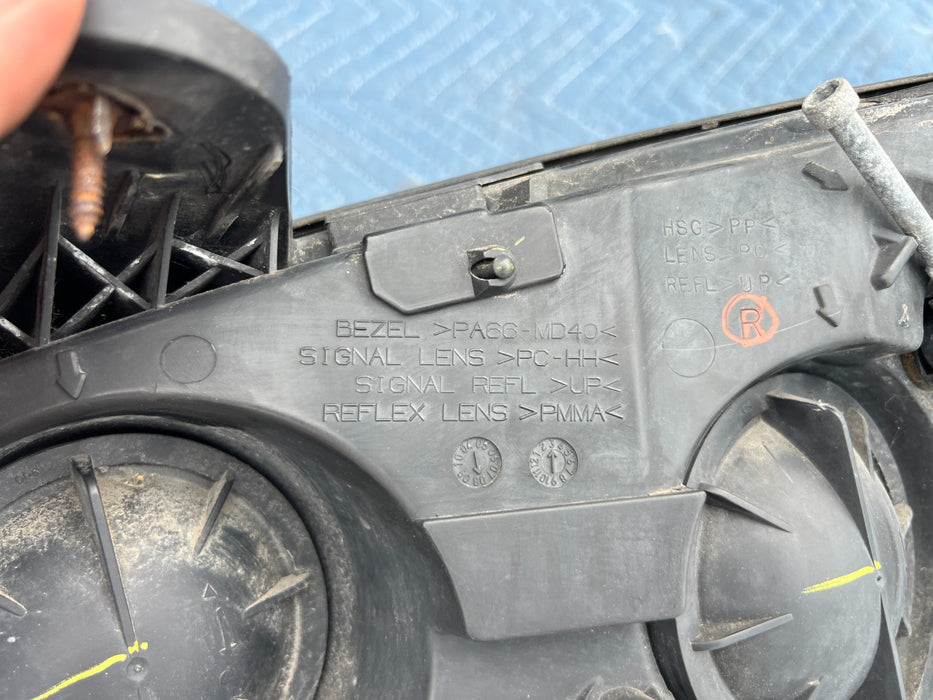 HSG >PP<
LENS >PC<
REFL >UP<
R
BEZEL >PA66-MD40<
SIGNAL LENS >PC-HH<
SIGNAL REFL >UP<
REFLEX LENS >PMMA<